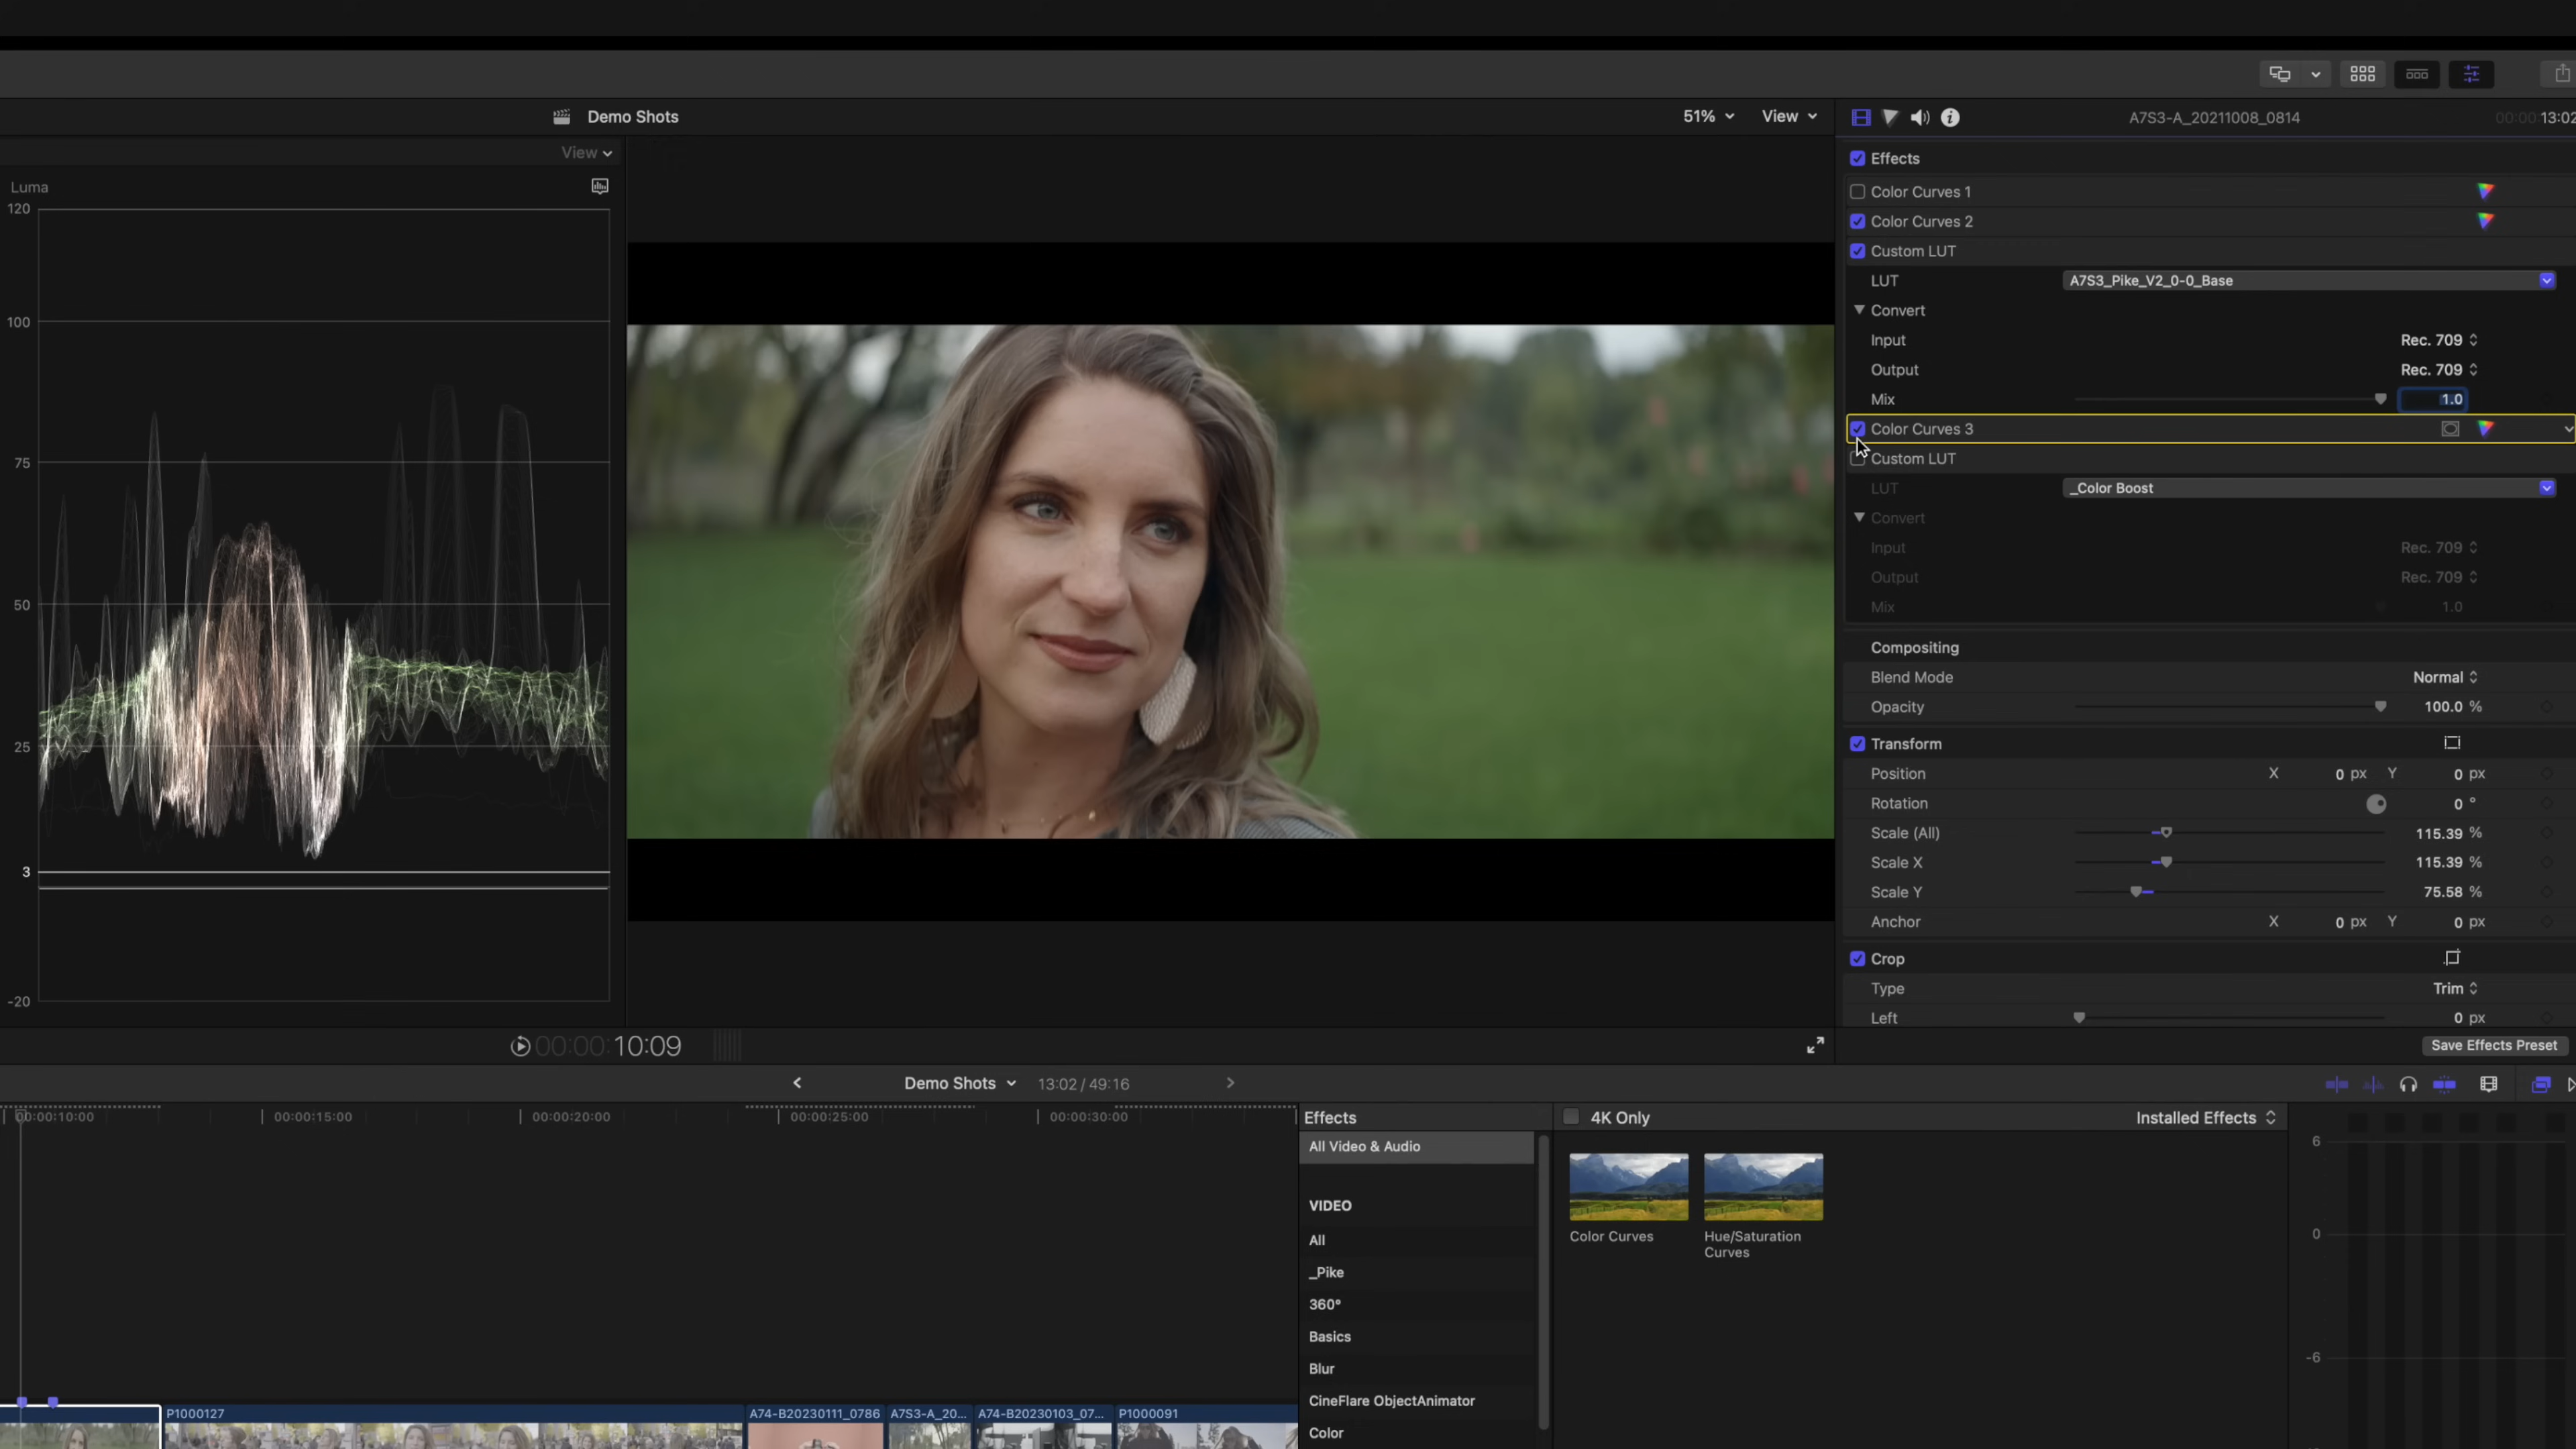 Demo Shots
51%
View
A7S3-A_20211008_0814
00:00:13:02
View
Luma
120
100
75
50
25
3
-20
Effects
Color Curves 1
Color Curves 2
Custom LUT
LUT A7S3_Pike_V2_0-0_Base
Convert
Input Rec. 709
Output Rec. 709
Mix 1.0
Color Curves 3
Custom LUT
LUT _Color Boost
Convert
Input Rec. 709
Output Rec. 709
Mix 1.0
Compositing
Blend Mode Normal
Opacity 100.0 %
Transform
Position X 0 px Y 0 px
Rotation 0 °
Scale (All) 115.39 %
Scale X 115.39 %
Scale Y 75.58 %
Anchor X 0 px Y 0 px
Crop
Type Trim
Left 0 px
00:00:10:09
Save Effects Preset
Demo Shots 13:02 / 49:16
00:00:10:00 00:00:15:00 00:00:20:00 00:00:25:00 00:00:30:00
Effects
4K Only
Installed Effects
All Video & Audio
VIDEO
All
_Pike
360°
Basics
Blur
CineFlare ObjectAnimator
Color
Color Curves
Hue/Saturation
Curves
6
0
-6
P1000127
A74-B20230111_0786
A7S3-A_20...
A74-B20230103_07...
P1000091